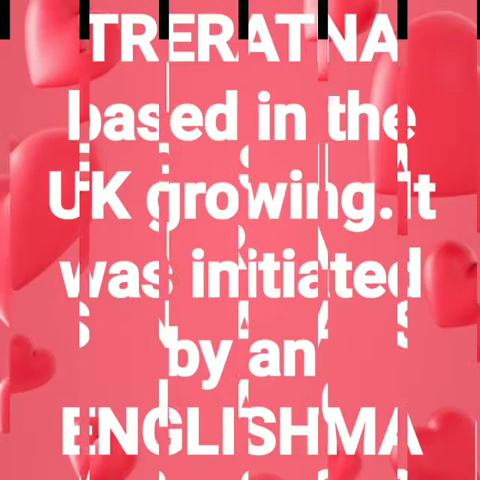 TRERATNA
based in the
UK growing.It
was initiated
by an
ENGLISHMA